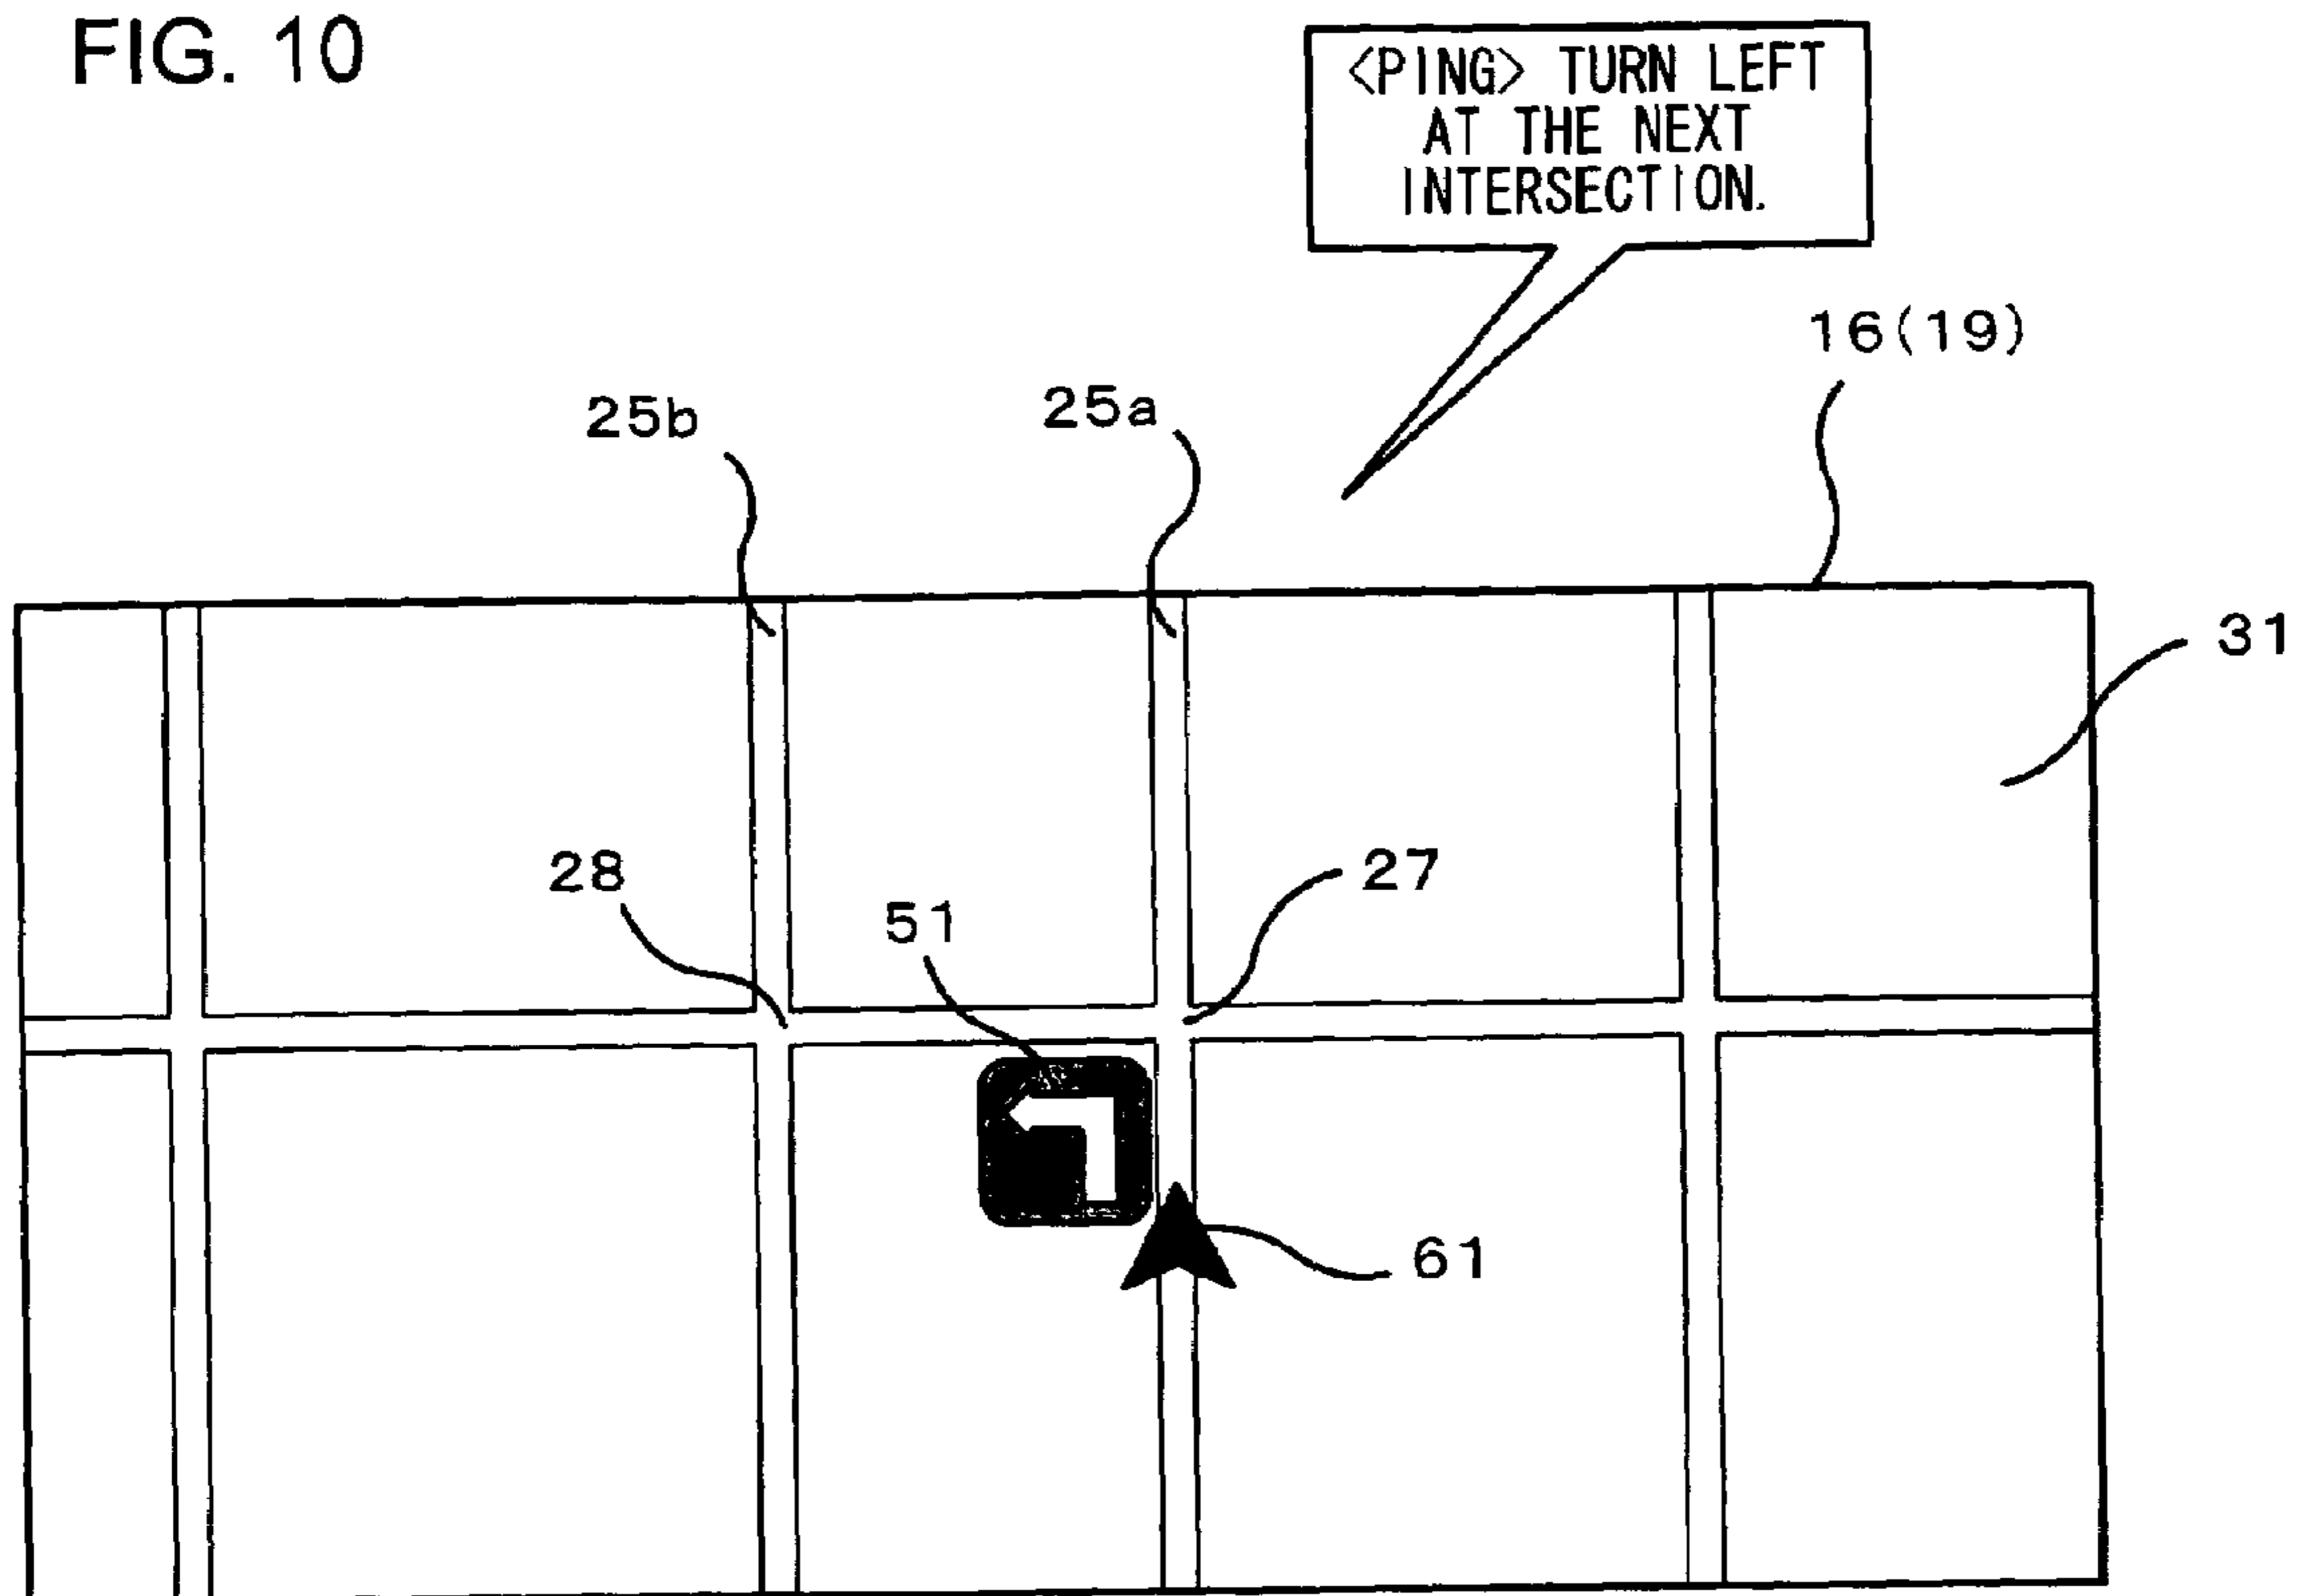 FIG. 10
<PING> TURN LEFT
AT THE NEXT
INTERSECTION.
16(19)
25b
25a
31
28
27
51
61